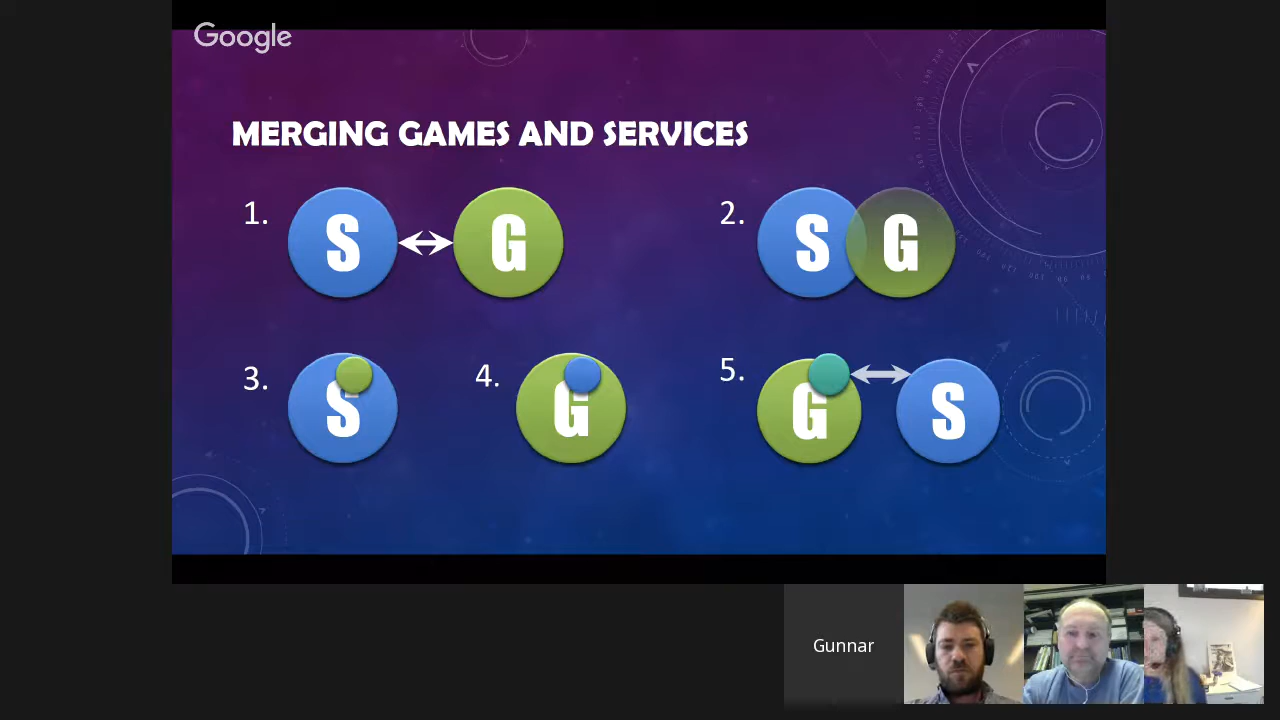 Google
MERGING GAMES AND SERVICES
1. S G
2. S G
3. S
4. G
5. G S
Gunnar